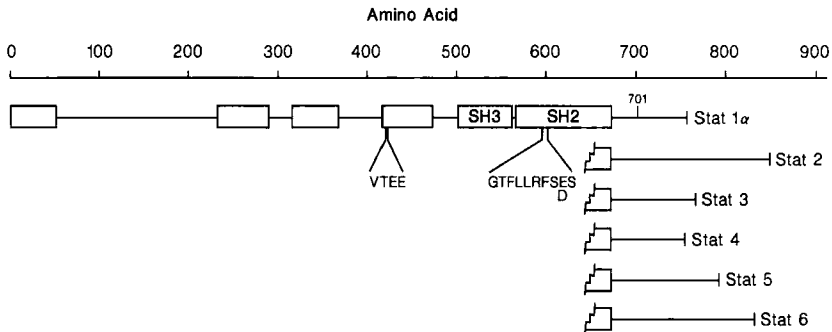 Amino Acid
0 100 200 300 400 500 600 700 800 900
701
SH3 SH2 Stat 1α
VTEE GTFLLRFSES
D
Stat 2
Stat 3
Stat 4
Stat 5
Stat 6